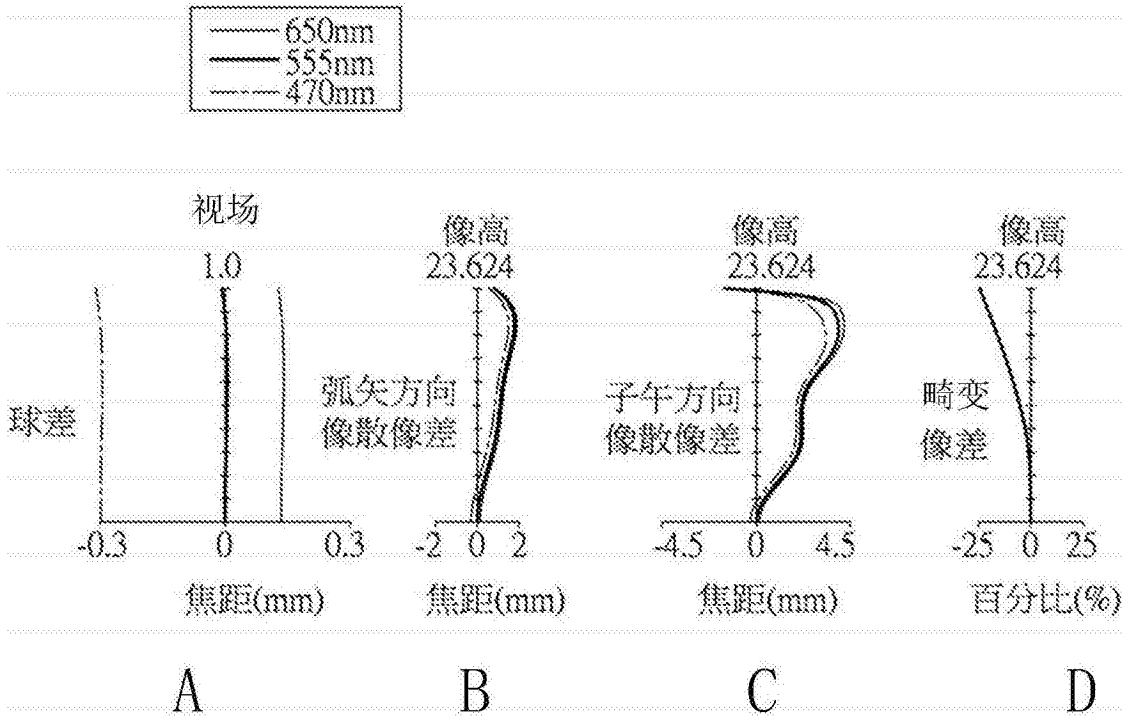 650nm
555nm
470nm
视场
1.0
球差
-0.3 0 0.3
焦距(mm)
A
像高
23.624
弧矢方向
像散像差
-2 0 2
焦距(mm)
B
像高
23.624
子午方向
像散像差
-4.5 0 4.5
焦距(mm)
C
像高
23.624
畸变
像差
-25 0 25
百分比(%)
D